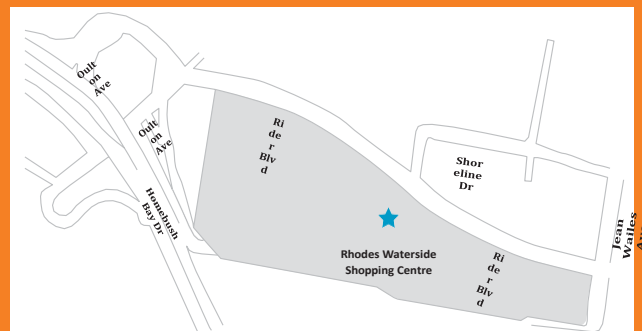 Oult
on
Ave
Oult
on
Ave
Ri
de
r
Blv
d
Shor
eline
Dr
Homebush
Bay Dr
Rhodes Waterside
Shopping Centre
Ri
de
r
Blv
d
Jean
Wailes